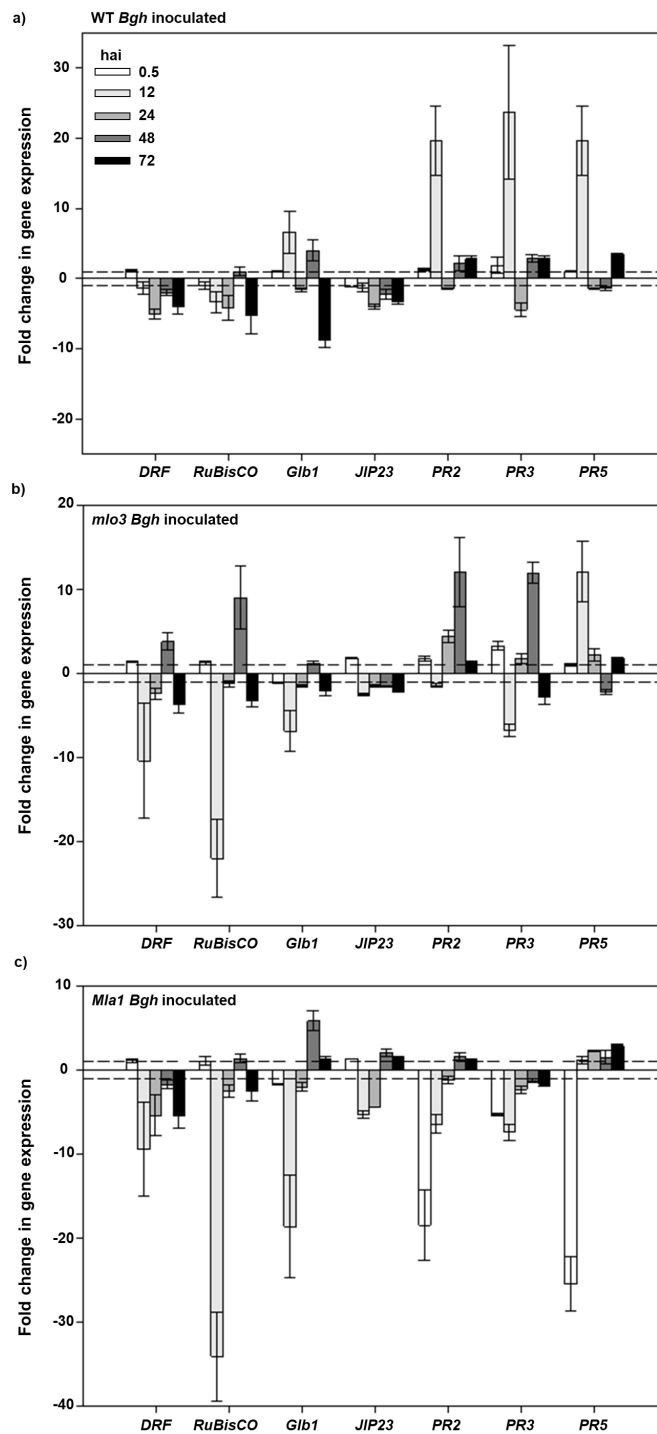 a)
WT Bgh inoculated
hai
0.5
12
24
48
72
30
20
10
0
-10
-20
Fold change in gene expression
DRF RuBisCO Glb1 JIP23 PR2 PR3 PR5
b)
mlo3 Bgh inoculated
20
10
0
-10
-20
-30
Fold change in gene expression
DRF RuBisCO Glb1 JIP23 PR2 PR3 PR5
c)
Mla1 Bgh inoculated
10
0
-10
-20
-30
-40
Fold change in gene expression
DRF RuBisCO Glb1 JIP23 PR2 PR3 PR5